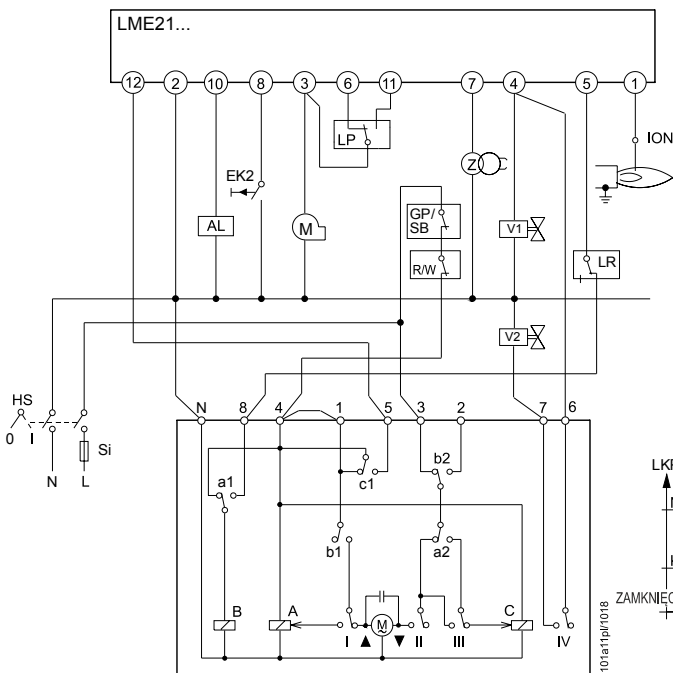 LME21...
12 2 10 8 3 6 11 7 4 5 1
LP
ION
EK2
Z
AL
M
GP/
SB
V1
R/W
LR
V2
HS
0 I
Si
N L
N 8 4 1 5 3 2 7 6
b2
a1
c1
b1
a2
B A I M II III C IV
101a11pl/1018